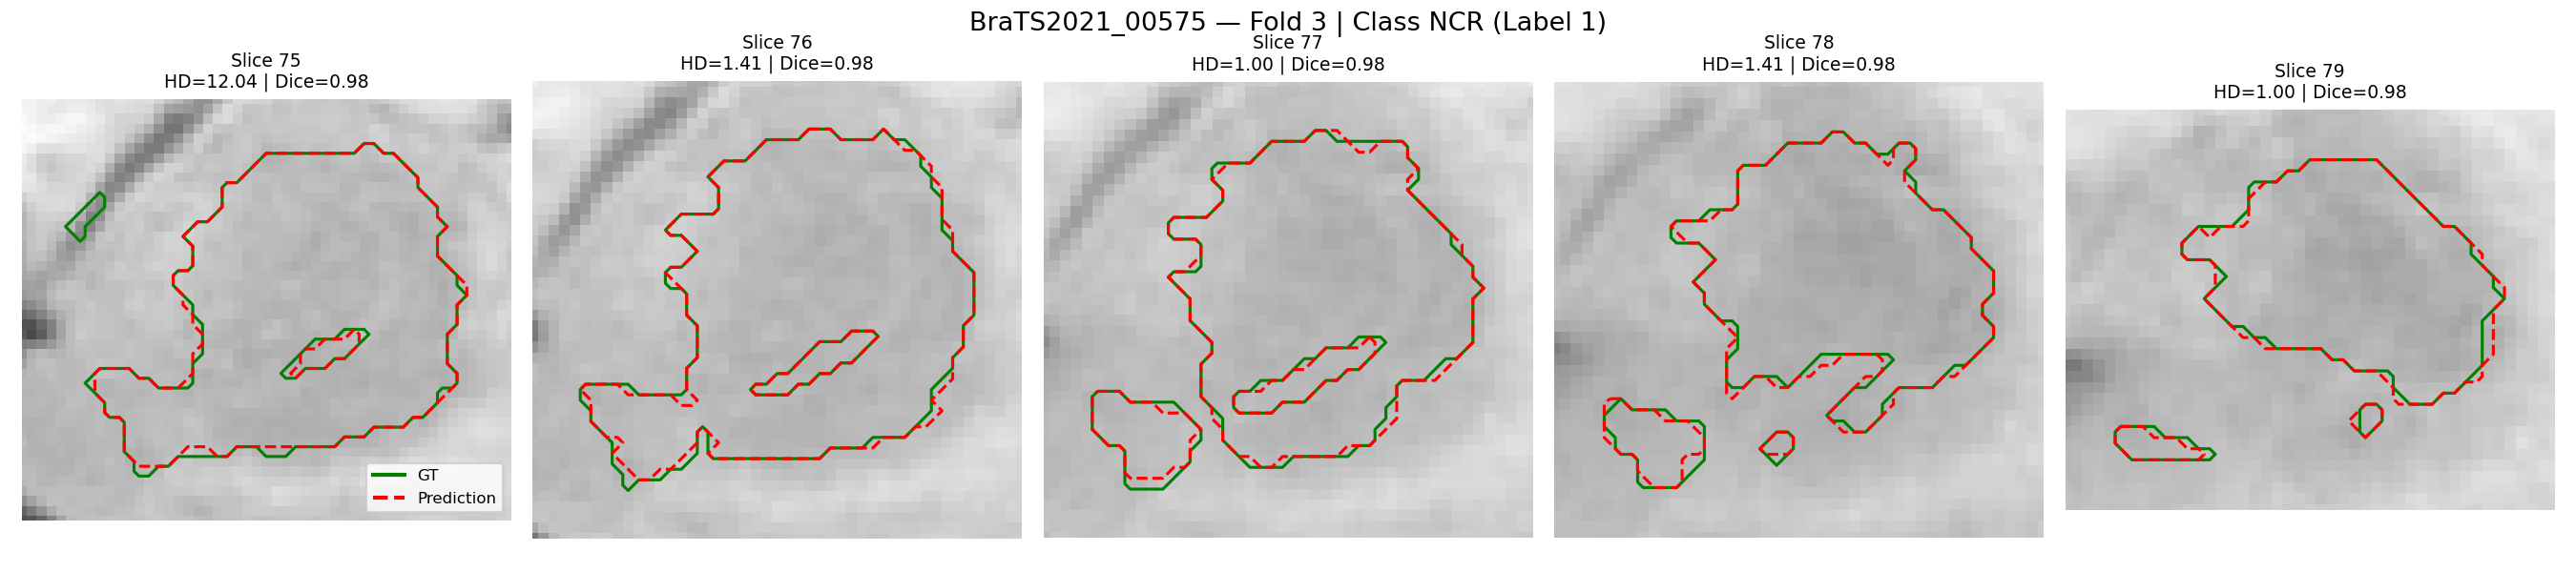 BraTS2021_00575 — Fold 3 | Class NCR (Label 1)
Slice 75
HD=12.04 | Dice=0.98
Slice 76
HD=1.41 | Dice=0.98
Slice 77
HD=1.00 | Dice=0.98
Slice 78
HD=1.41 | Dice=0.98
Slice 79
HD=1.00 | Dice=0.98
GT
Prediction